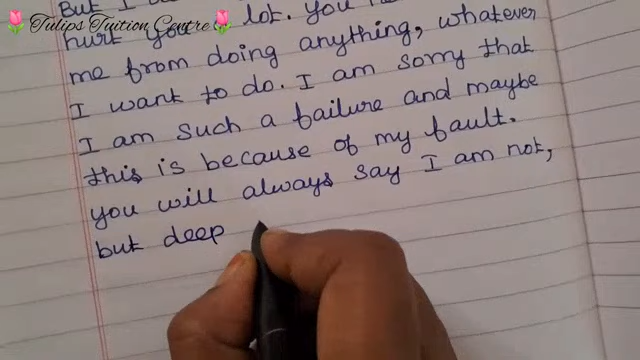 But I
🌷Tulips Tuition Centre🌷
hurt you lot. You
me from doing anything, whatever
I want to do. I am sorry that
I am such a failure and maybe
this is because of my fault.
you will always say I am not,
but deep